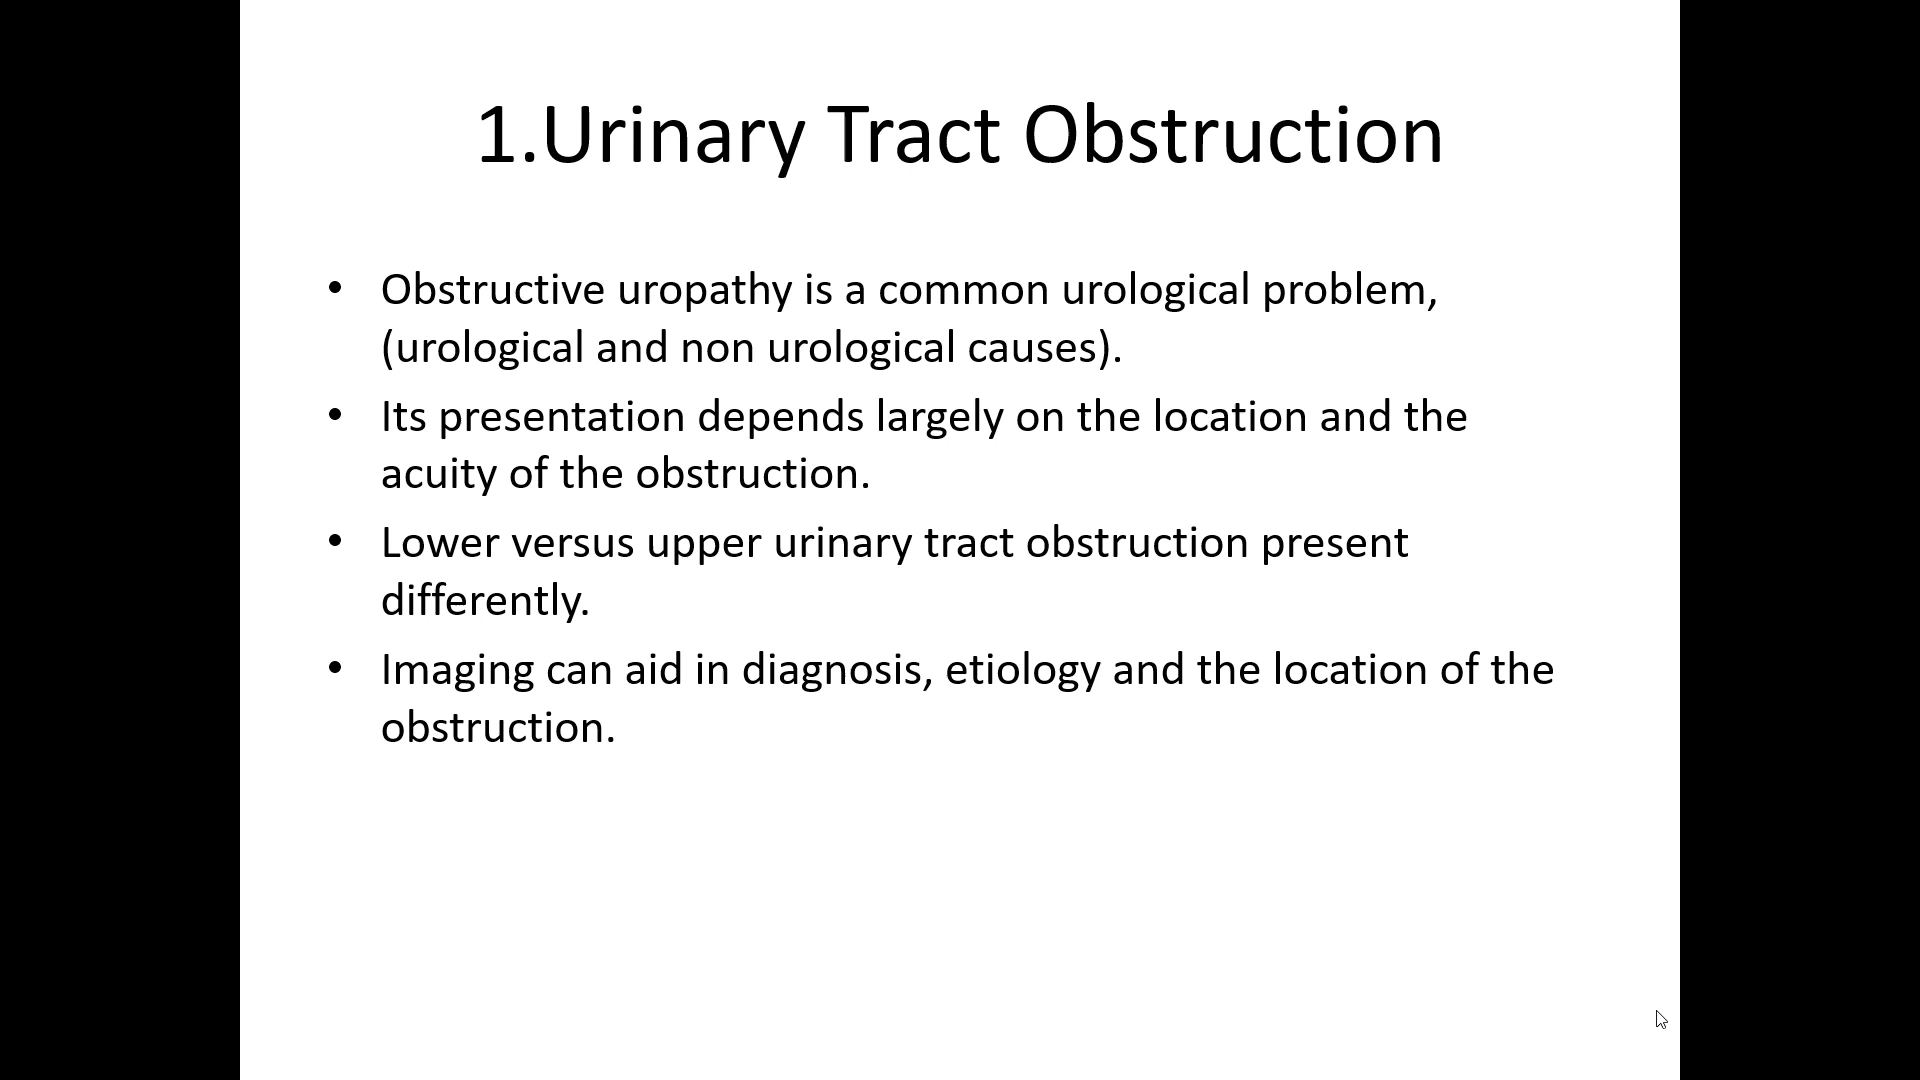 1.Urinary Tract Obstruction
• Obstructive uropathy is a common urological problem,
(urological and non urological causes).
• Its presentation depends largely on the location and the
acuity of the obstruction.
• Lower versus upper urinary tract obstruction present
differently.
• Imaging can aid in diagnosis, etiology and the location of the
obstruction.